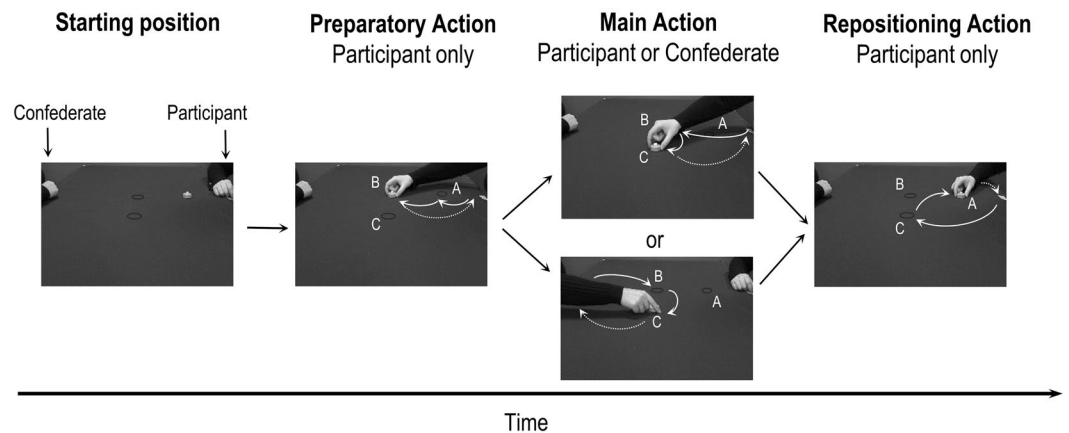 Starting position
Preparatory Action
Participant only
Main Action
Participant or Confederate
Repositioning Action
Participant only
Confederate
Participant
B
A
C
B
A
C
or
B
A
C
B
A
C
Time